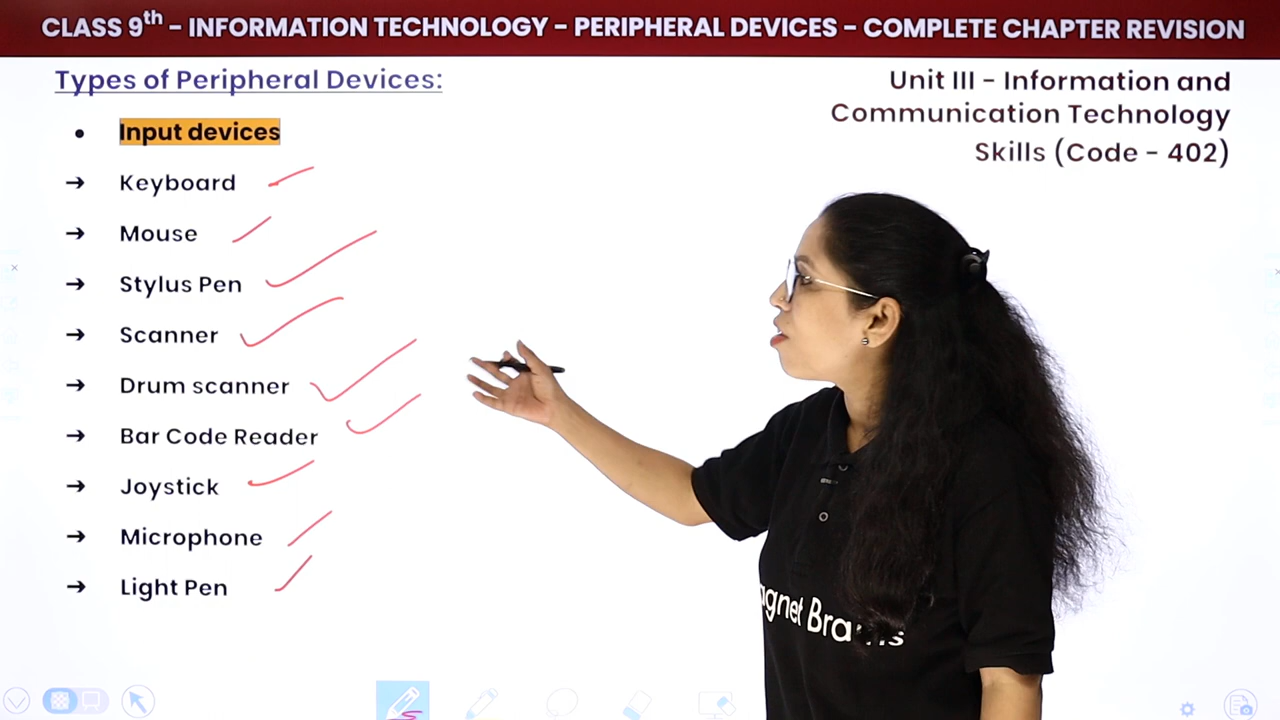 CLASS 9th – INFORMATION TECHNOLOGY – PERIPHERAL DEVICES – COMPLETE CHAPTER REVISION
Types of Peripheral Devices:
Unit III – Information and
Communication Technology
Skills (Code – 402)
• Input devices
→ Keyboard
→ Mouse
→ Stylus Pen
→ Scanner
→ Drum scanner
→ Bar Code Reader
→ Joystick
→ Microphone
→ Light Pen